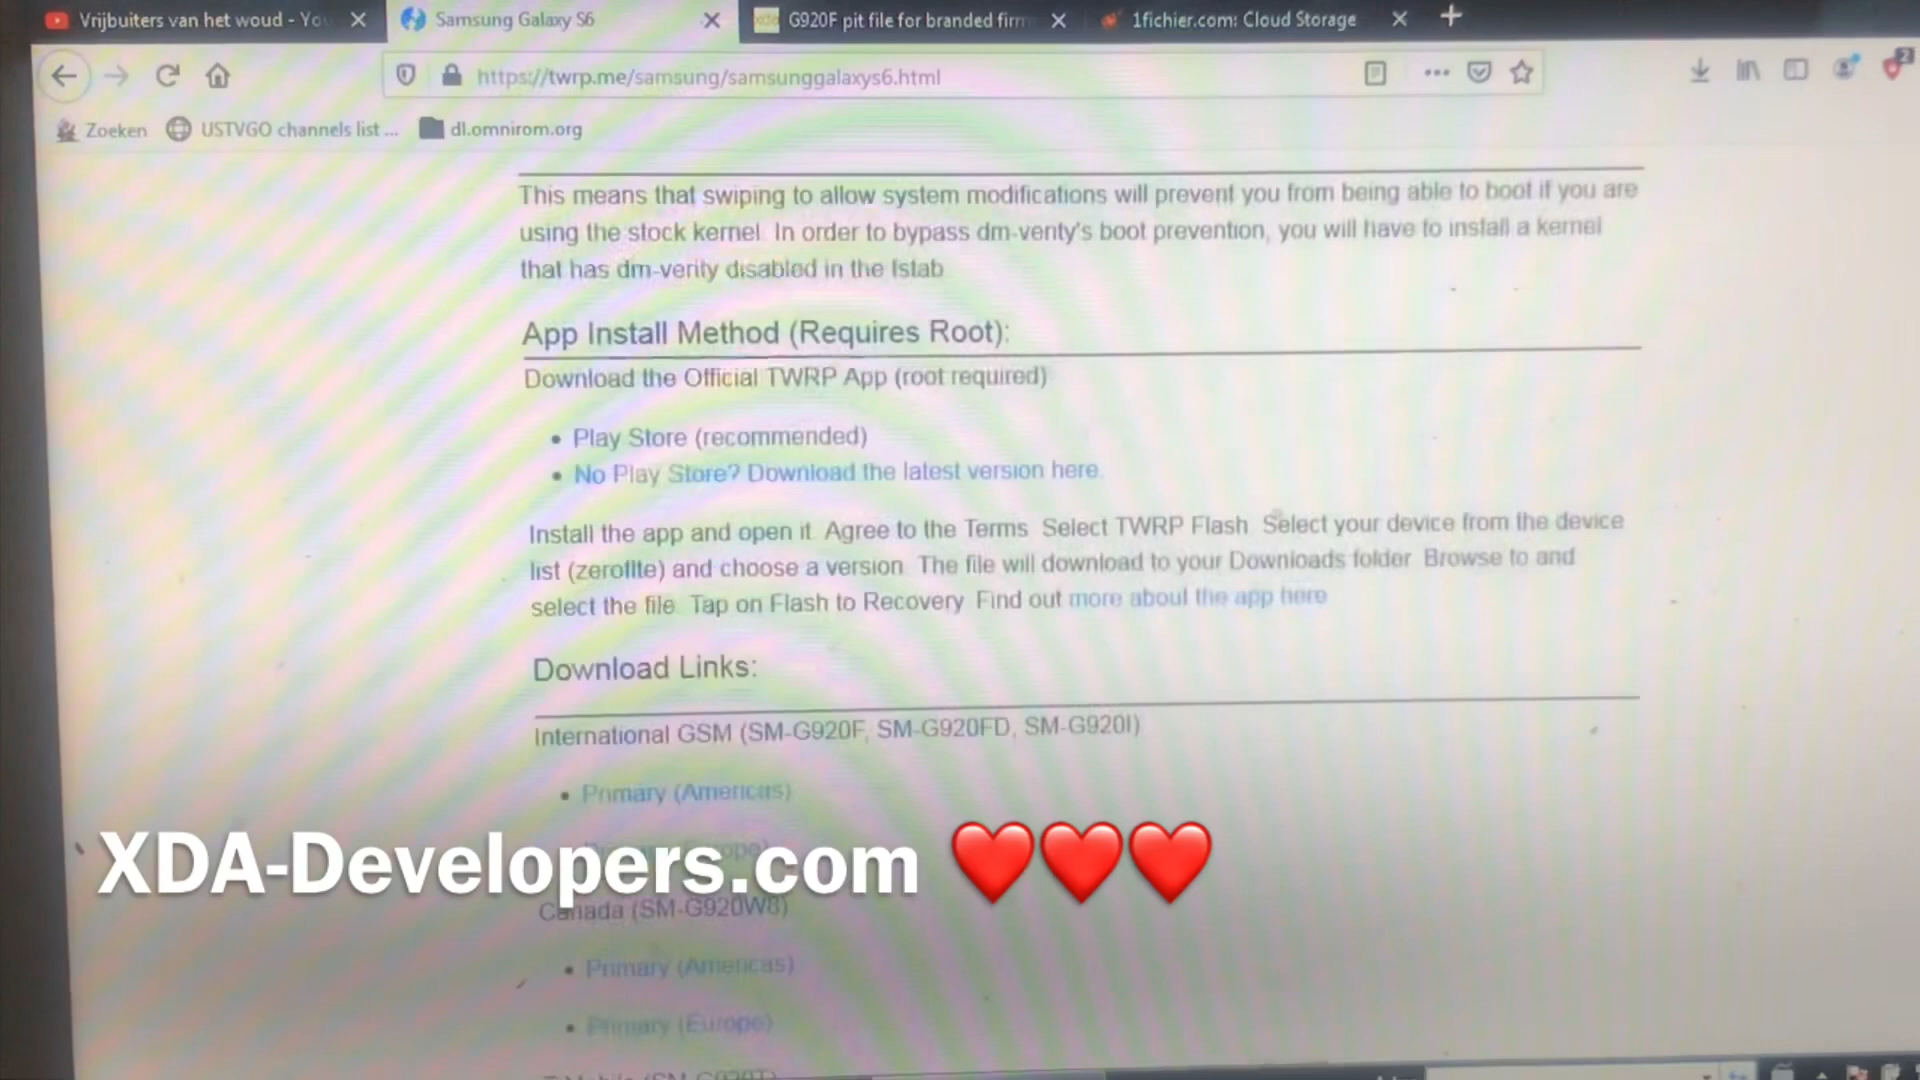 Vrijbuiters van het woud - Yo
Samsung Galaxy S6
G920F pit file for branded firm
1fichier.com: Cloud Storage
https://twrp.me/samsung/samsunggalaxys6.html
2
Zoeken
USTVGO channels list ...
dl.omnirom.org
This means that swiping to allow system modifications will prevent you from being able to boot if you are
using the stock kernel. In order to bypass dm-verity's boot prevention, you will have to install a kernel
that has dm-verity disabled in the fstab
App Install Method (Requires Root):
Download the Official TWRP App (root required)
• Play Store (recommended)
• No Play Store? Download the latest version here.
Install the app and open it. Agree to the Terms. Select TWRP Flash. Select your device from the device
list (zeroflte) and choose a version. The file will download to your Downloads folder. Browse to and
select the file. Tap on Flash to Recovery. Find out more about the app here
Download Links:
International GSM (SM-G920F, SM-G920FD, SM-G920I)
• Primary (Americas)
XDA-Developers.com ❤️❤️❤️
Canada (SM-G920W8)
• Primary (Americas)
• Primary (Europe)